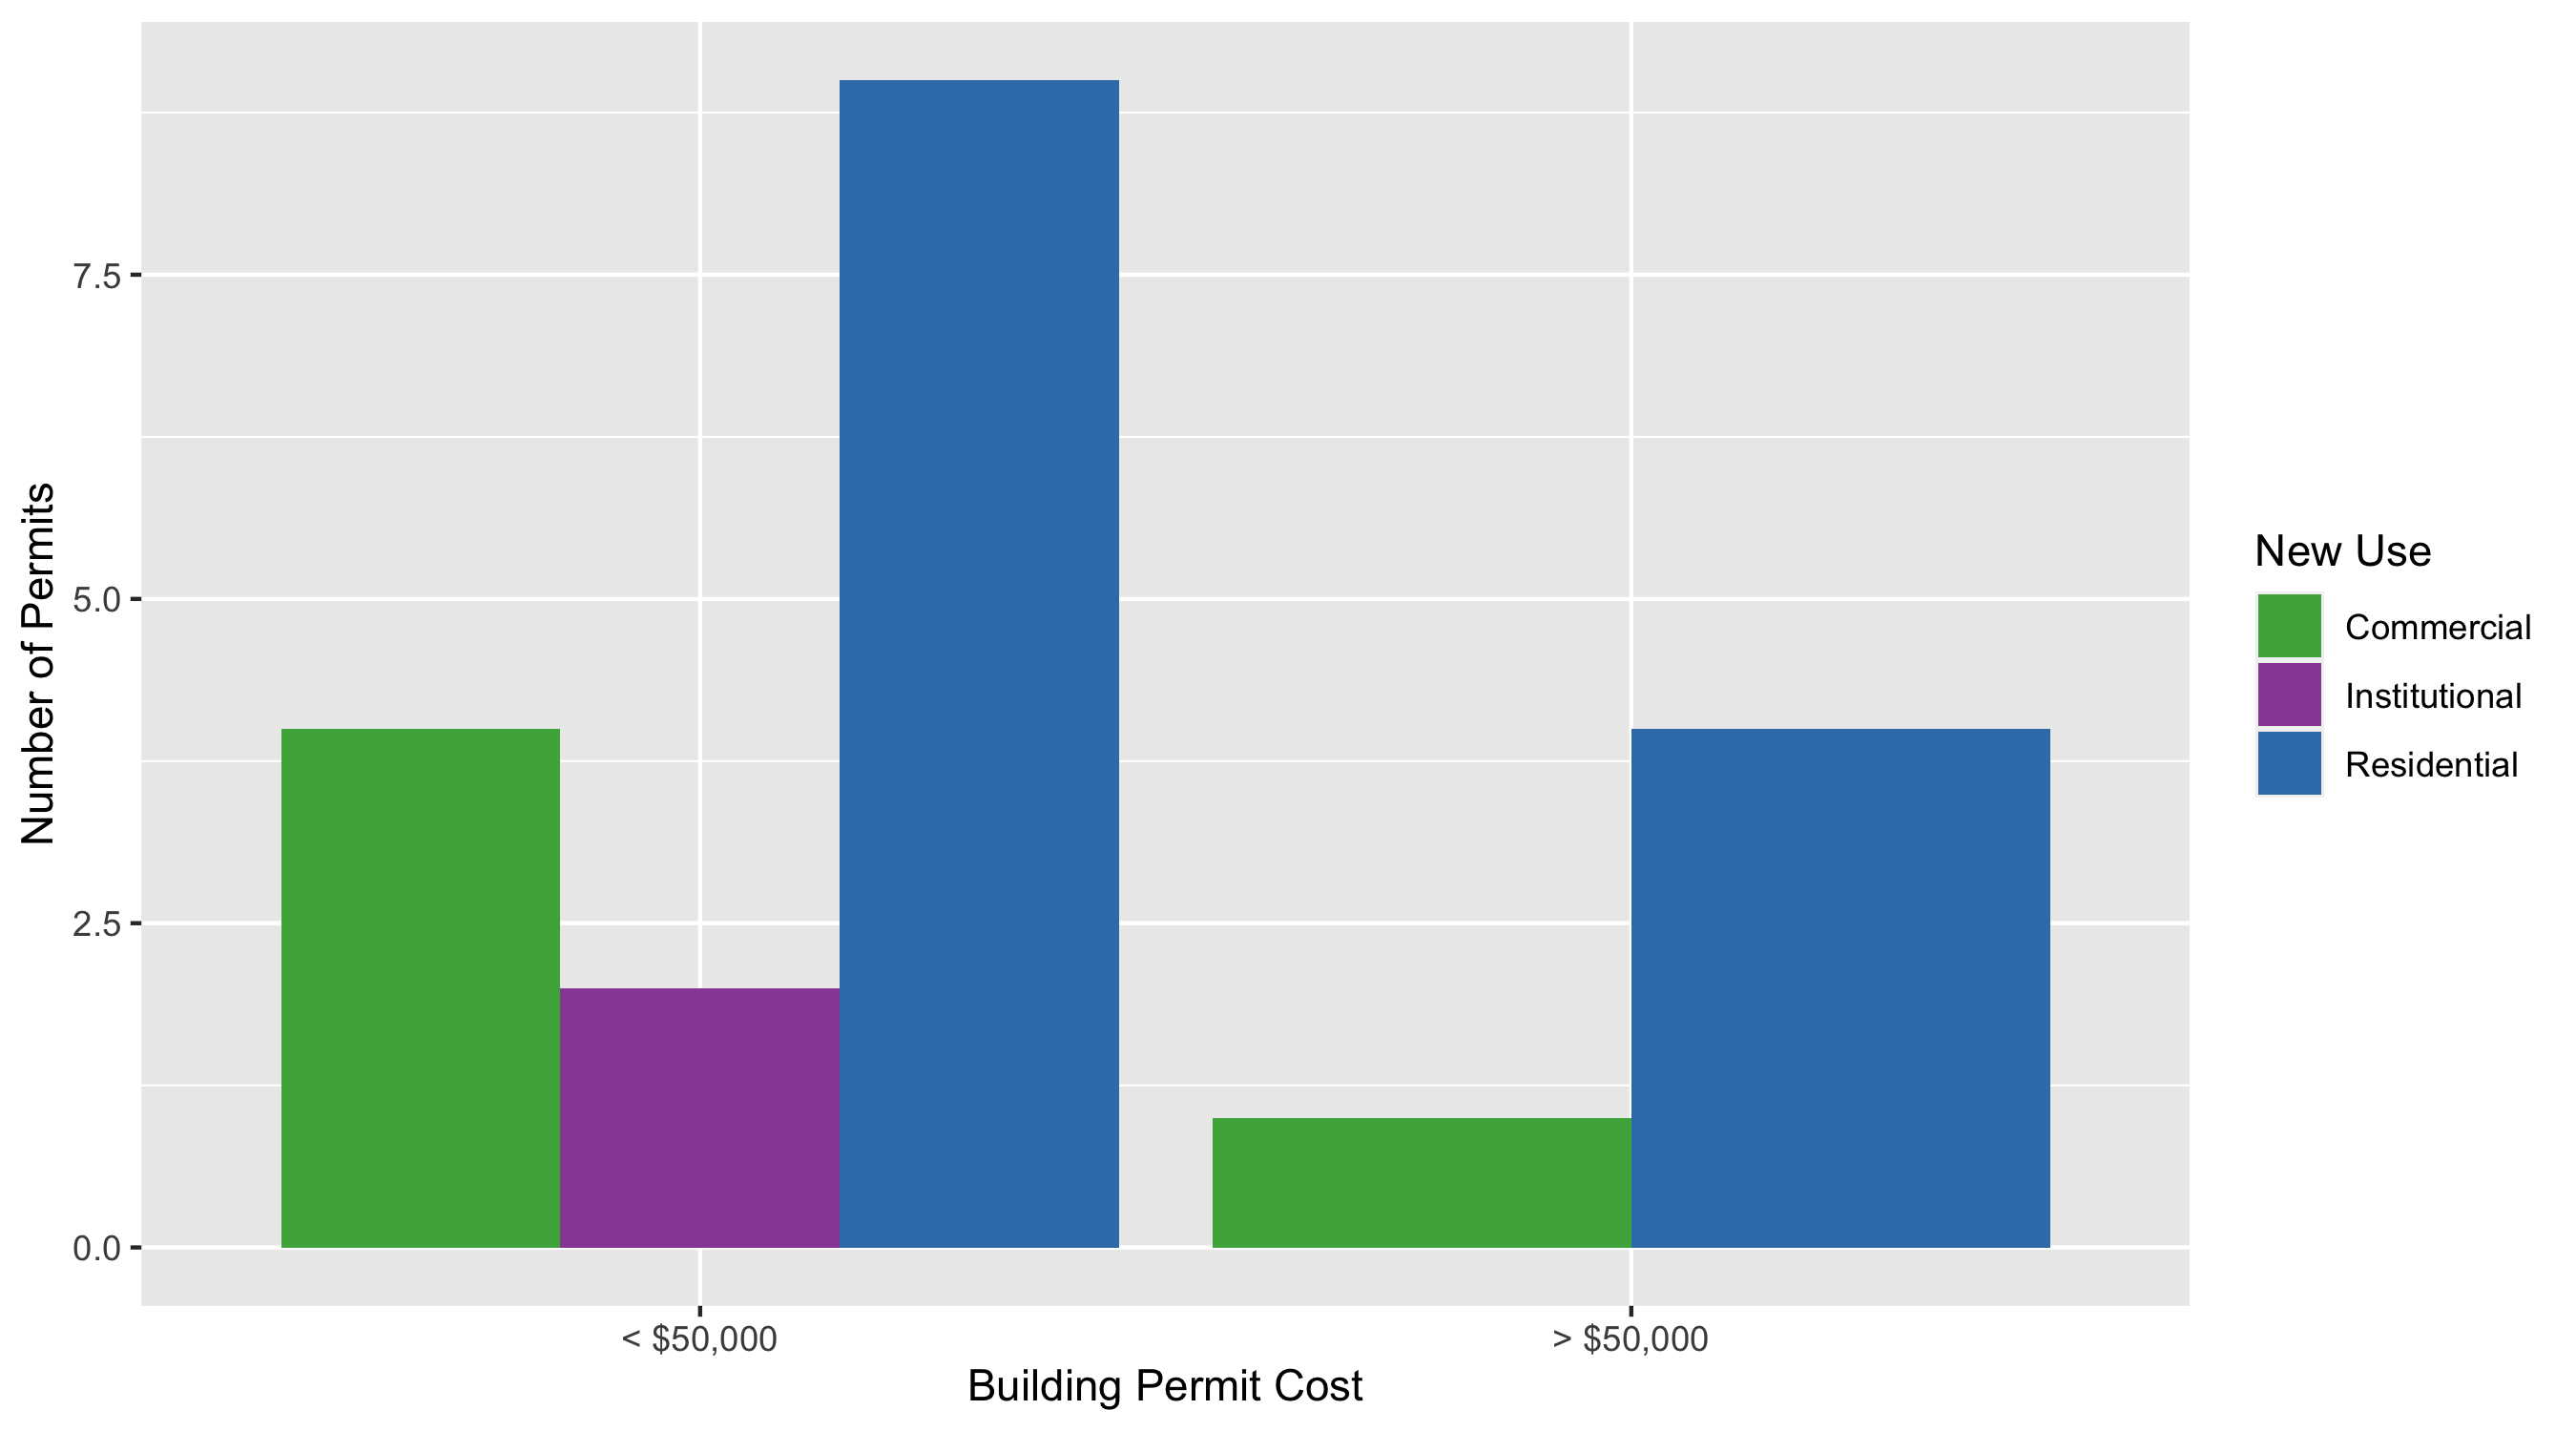 7.5
5.0
2.5
0.0
Number of Permits
< $50,000
> $50,000
Building Permit Cost
New Use
Commercial
Institutional
Residential